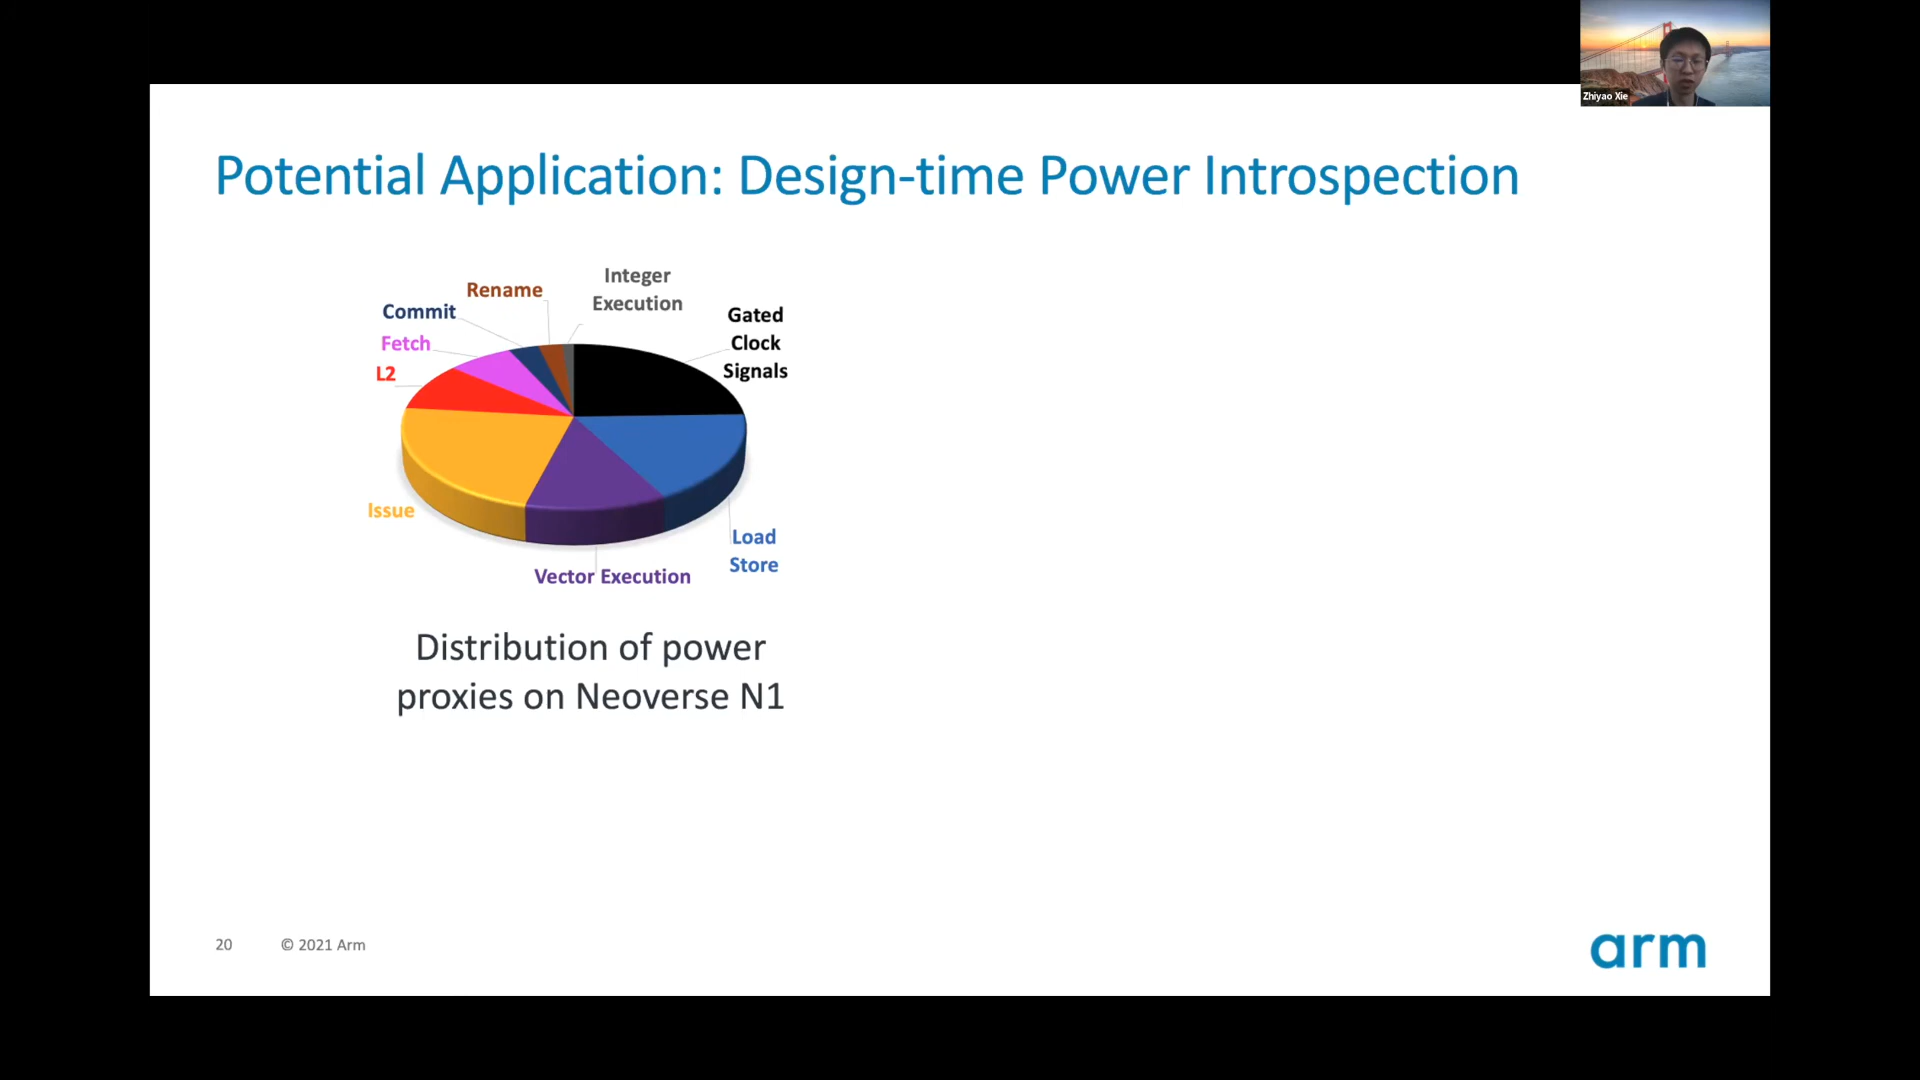 Zhiyao Xie
Potential Application: Design-time Power Introspection
Integer
Execution
Rename
Commit
Fetch
L2
Gated
Clock
Signals
Issue
Load
Store
Vector Execution
Distribution of power
proxies on Neoverse N1
20
© 2021 Arm
arm